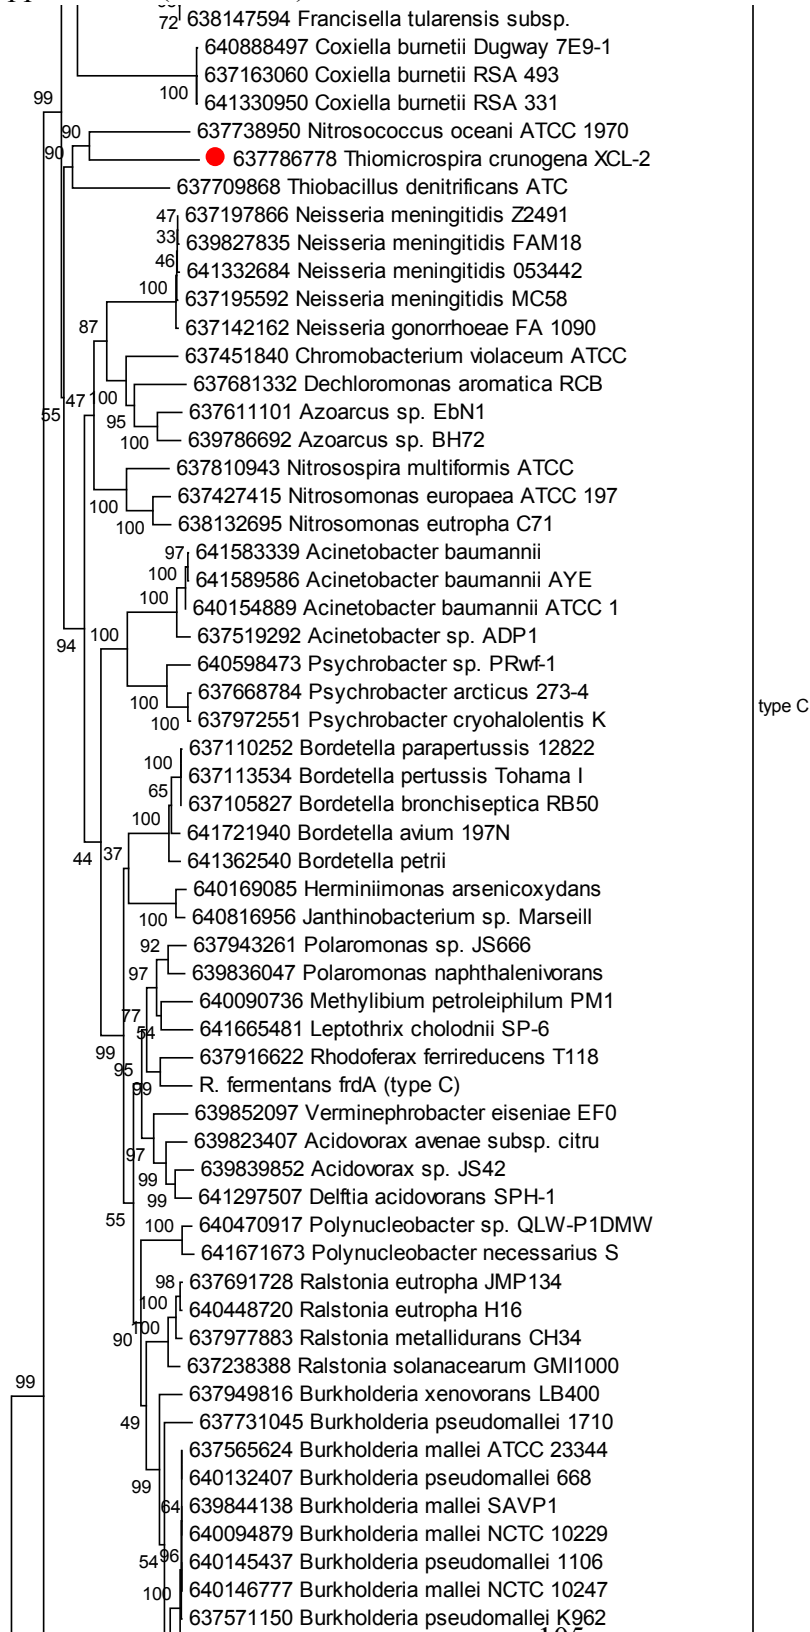 72
638147594 Francisella tularensis subsp.
640888497 Coxiella burnetii Dugway 7E9-1
637163060 Coxiella burnetii RSA 493
100
641330950 Coxiella burnetii RSA 331
99
90
637738950 Nitrosococcus oceani ATCC 1970
90
637786778 Thiomicrospira crunogena XCL-2
637709868 Thiobacillus denitrificans ATC
47
637197866 Neisseria meningitidis Z2491
33
639827835 Neisseria meningitidis FAM18
46
641332684 Neisseria meningitidis 053442
100
637195592 Neisseria meningitidis MC58
87
637142162 Neisseria gonorrhoeae FA 1090
637451840 Chromobacterium violaceum ATCC
637681332 Dechloromonas aromatica RCB
47
100
55
95
637611101 Azoarcus sp. EbN1
100
639786692 Azoarcus sp. BH72
637810943 Nitrosospira multiformis ATCC
100
637427415 Nitrosomonas europaea ATCC 197
100
638132695 Nitrosomonas eutropha C71
97
641583339 Acinetobacter baumannii
100
641589586 Acinetobacter baumannii AYE
100
640154889 Acinetobacter baumannii ATCC 1
94
100
637519292 Acinetobacter sp. ADP1
640598473 Psychrobacter sp. PRwf-1
100
637668784 Psychrobacter arcticus 273-4
100
637972551 Psychrobacter cryohalolentis K
type C
637110252 Bordetella parapertussis 12822
100
637113534 Bordetella pertussis Tohama I
65
637105827 Bordetella bronchiseptica RB50
100
641721940 Bordetella avium 197N
44
37
641362540 Bordetella petrii
640169085 Herminiimonas arsenicoxydans
100
640816956 Janthinobacterium sp. Marseill
92
637943261 Polaromonas sp. JS666
97
639836047 Polaromonas naphthalenivorans
640090736 Methylibium petroleiphilum PM1
77
54
641665481 Leptothrix cholodnii SP-6
99
95
637916622 Rhodoferax ferrireducens T118
99
R. fermentans frdA (type C)
639852097 Verminephrobacter eiseniae EF0
97
639823407 Acidovorax avenae subsp. citru
99
639839852 Acidovorax sp. JS42
99
641297507 Delftia acidovorans SPH-1
55
100
640470917 Polynucleobacter sp. QLW-P1DMW
641671673 Polynucleobacter necessarius S
98
637691728 Ralstonia eutropha JMP134
100
640448720 Ralstonia eutropha H16
90
100
637977883 Ralstonia metallidurans CH34
637238388 Ralstonia solanacearum GMI1000
99
637949816 Burkholderia xenovorans LB400
49
637731045 Burkholderia pseudomallei 1710
637565624 Burkholderia mallei ATCC 23344
99
640132407 Burkholderia pseudomallei 668
64
639844138 Burkholderia mallei SAVP1
640094879 Burkholderia mallei NCTC 10229
54
96
640145437 Burkholderia pseudomallei 1106
100
640146777 Burkholderia mallei NCTC 10247
637571150 Burkholderia pseudomallei K962